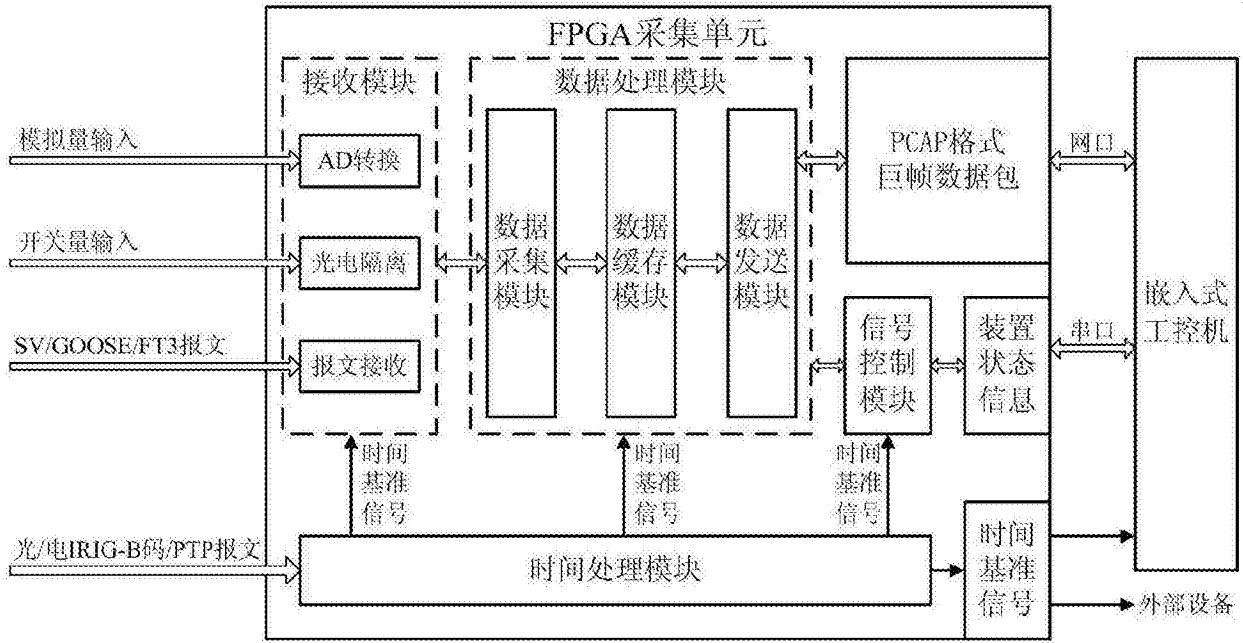 FPGA采集单元
接收模块
数据处理模块
模拟量输入
AD转换
开关量输入
光电隔离
SV/GOOSE/FT3报文
报文接收
数据
采集
模块
数据
缓存
模块
数据
发送
模块
PCAP格式
巨帧数据包
网口
信号
控制
模块
装置
状态
信息
串口
嵌入式
工控机
时间
基准
信号
时间
基准
信号
时间
基准
信号
光/电IRIG-B码/PTP报文
时间处理模块
时间
基准
信号
外部设备